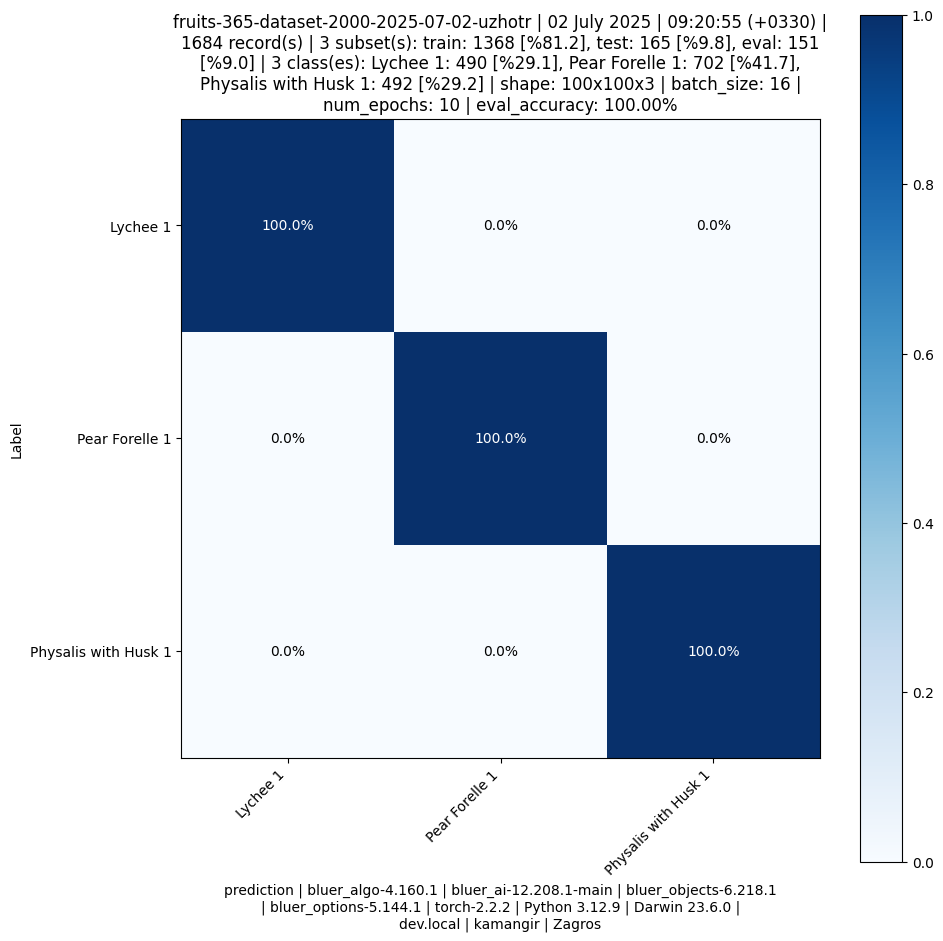 fruits-365-dataset-2000-2025-07-02-uzhotr | 02 July 2025 | 09:20:55 (+0330) |
1684 record(s) | 3 subset(s): train: 1368 [%81.2], test: 165 [%9.8], eval: 151
[%9.0] | 3 class(es): Lychee 1: 490 [%29.1], Pear Forelle 1: 702 [%41.7],
Physalis with Husk 1: 492 [%29.2] | shape: 100x100x3 | batch_size: 16 |
num_epochs: 10 | eval_accuracy: 100.00%
1.0
0.8
0.6
0.4
0.2
0.0
Label
Lychee 1
100.0%
0.0%
0.0%
Pear Forelle 1
0.0%
100.0%
0.0%
Physalis with Husk 1
0.0%
0.0%
100.0%
Lychee 1
Pear Forelle 1
Physalis with Husk 1
prediction | bluer_algo-4.160.1 | bluer_ai-12.208.1-main | bluer_objects-6.218.1
| bluer_options-5.144.1 | torch-2.2.2 | Python 3.12.9 | Darwin 23.6.0 |
dev.local | kamangir | Zagros